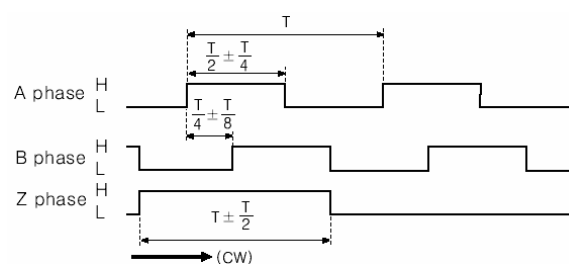 T
T/2 ± T/4
A phase H
L
T/4 ± T/8
B phase H
L
Z phase H
L
T ± T/2
(CW)